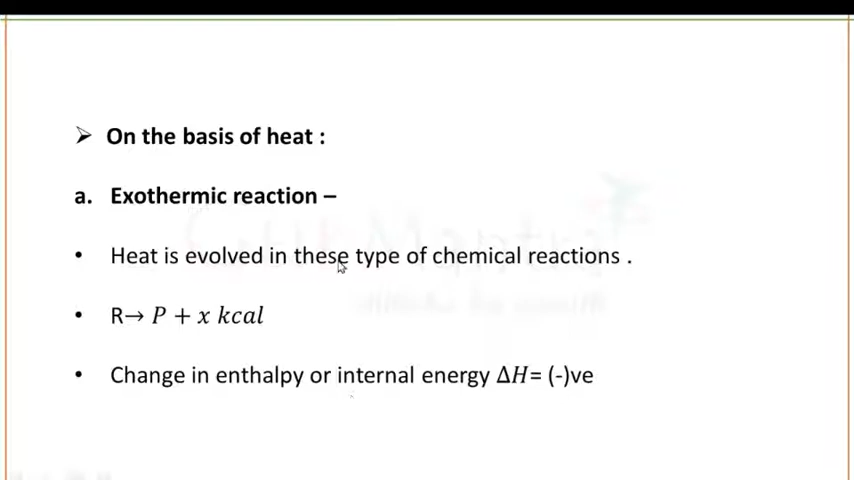 ➢ On the basis of heat :
a. Exothermic reaction –
• Heat is evolved in these type of chemical reactions .
• R→ P + x kcal
• Change in enthalpy or internal energy ΔH= (-)ve